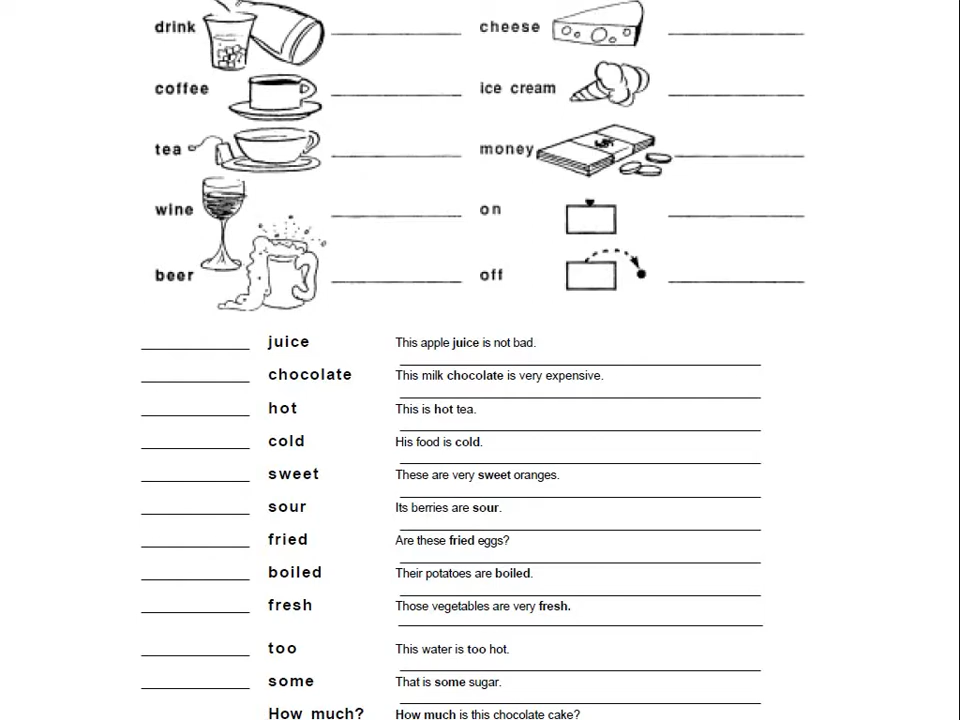 drink cheese
coffee ice cream
tea money
wine on
beer off
juice This apple juice is not bad.
chocolate This milk chocolate is very expensive.
hot This is hot tea.
cold His food is cold.
sweet These are very sweet oranges.
sour Its berries are sour.
fried Are these fried eggs?
boiled Their potatoes are boiled.
fresh Those vegetables are very fresh.
too This water is too hot.
some That is some sugar.
How much? How much is this chocolate cake?